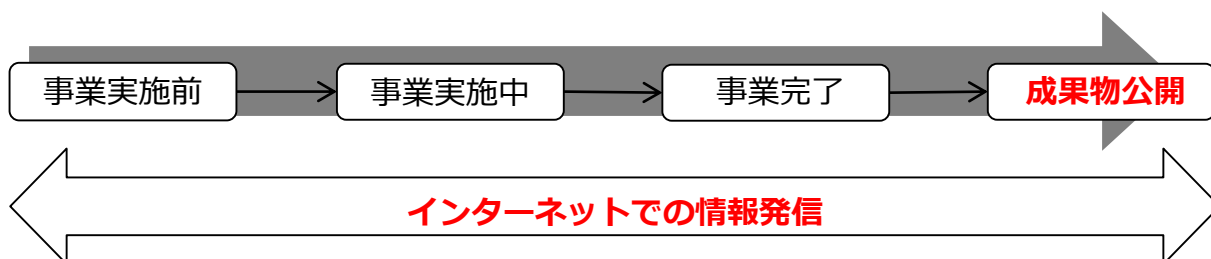 事業実施前
事業実施中
事業完了
成果物公開
インターネットでの情報発信